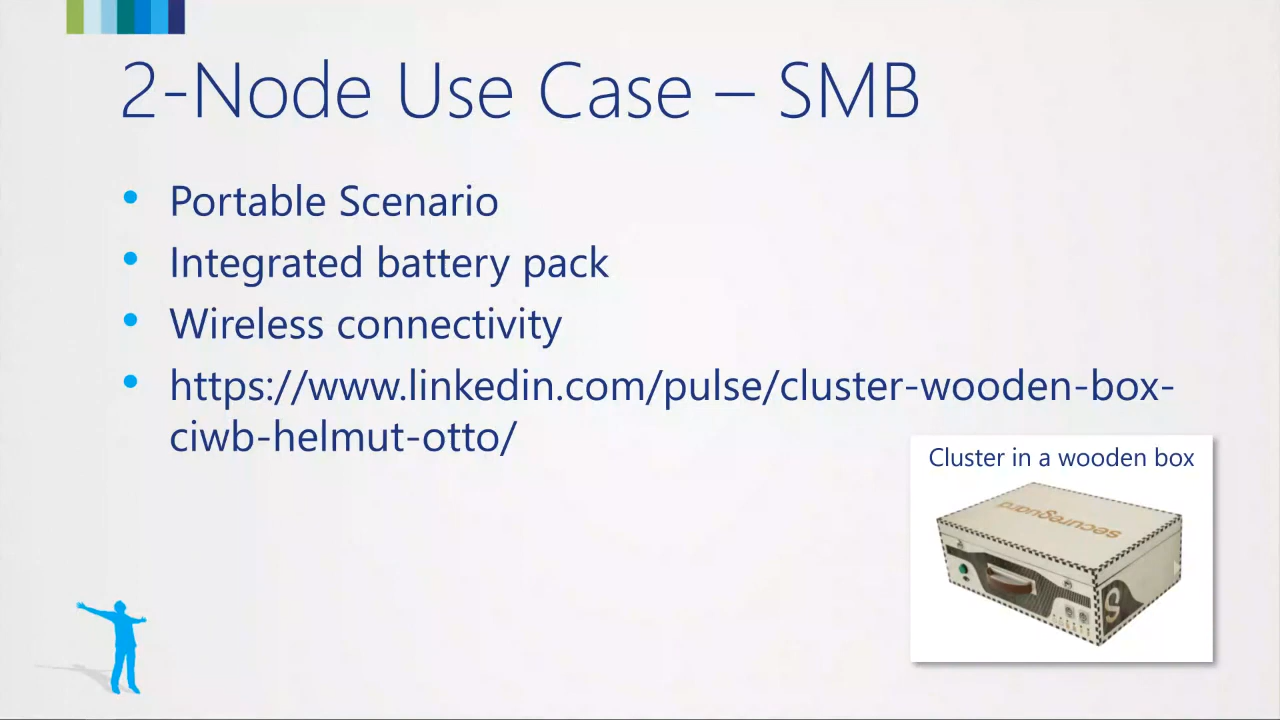 2-Node Use Case – SMB
• Portable Scenario
• Integrated battery pack
• Wireless connectivity
• https://www.linkedin.com/pulse/cluster-wooden-box-
ciwb-helmut-otto/
Cluster in a wooden box
secureguard
S